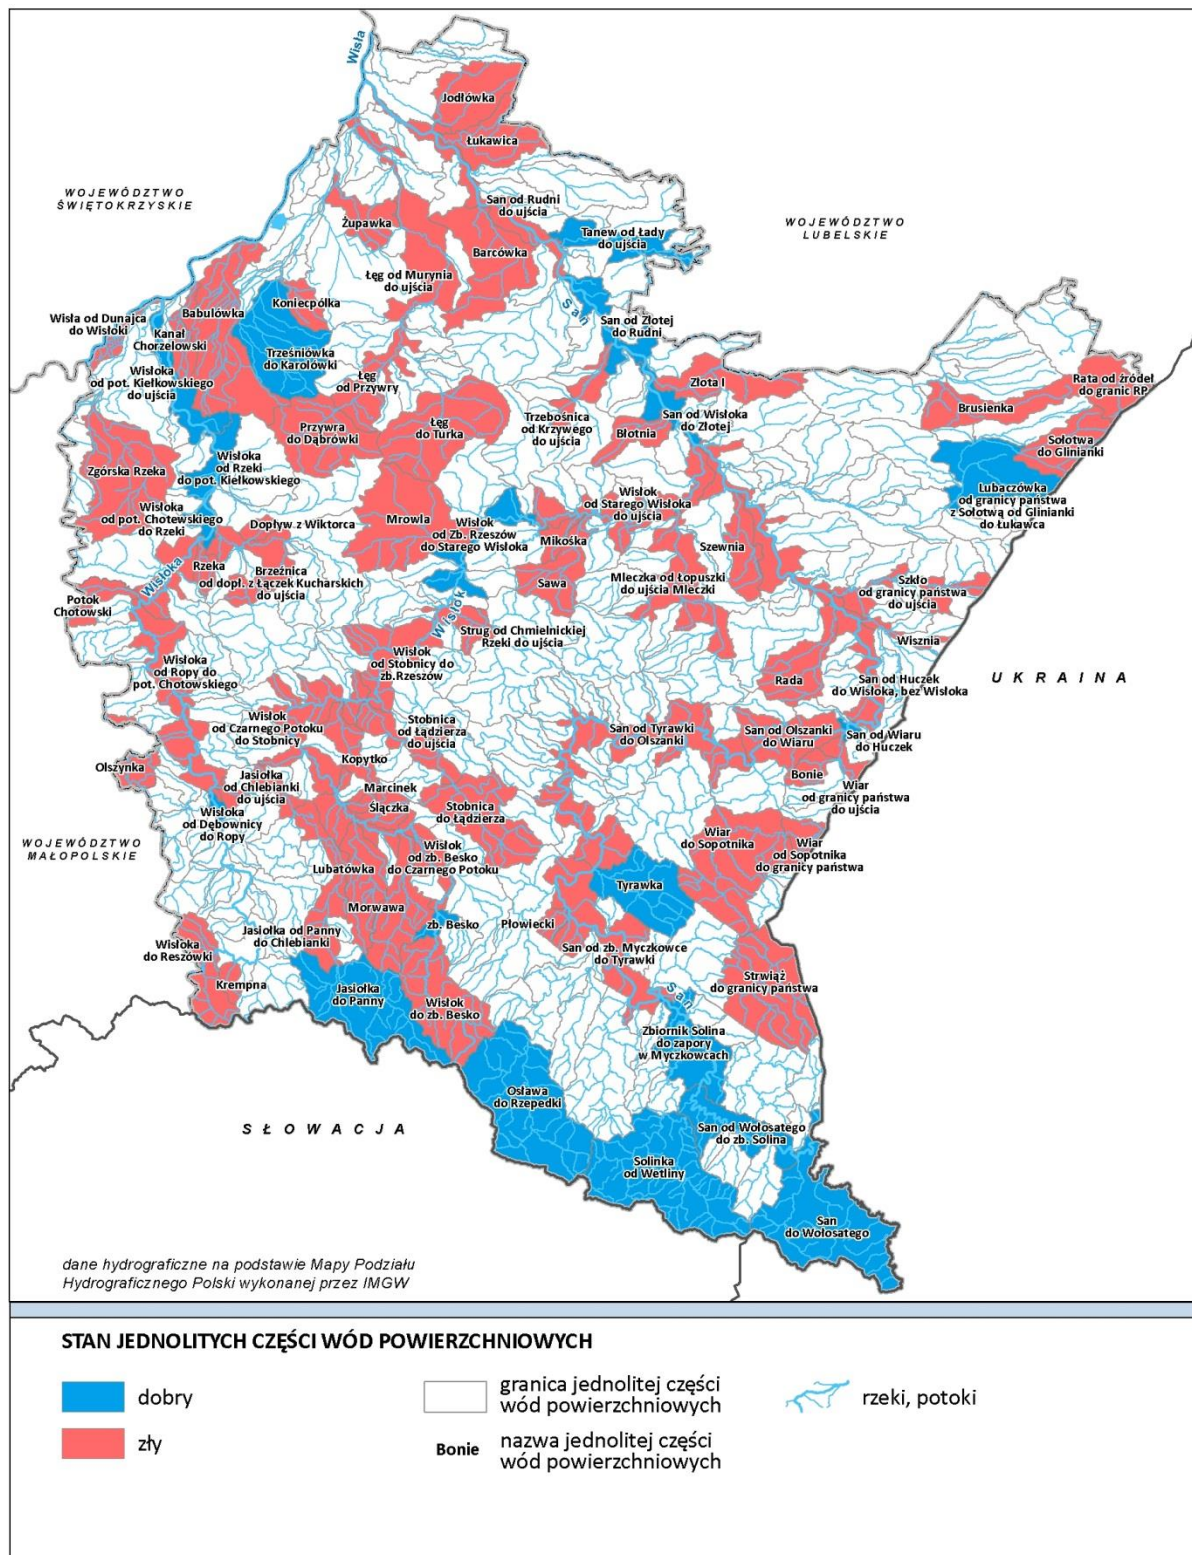 Wisła
Jodłówka
Łukawica
WOJEWÓDZTWO
ŚWIĘTOKRZYSKIE
San od Rudni
do ujścia
WOJEWÓDZTWO
LUBELSKIE
Żupawka
Tanew od Łady
do ujścia
Barcówka
Łęg od Murynia
do ujścia
Koniecpólka
San
Babulówka
Wisła od Dunajca
do Wisłoki
Kanał
Chorzelowski
San od Złotej
do Rudni
Trześniówka
do Karolówki
Wisłoka
od pot. Kiełkowskiego
do ujścia
Łęg
od Przywry
Złota I
Rata od źródeł
do granic RP
Brusienka
Trzebośnica
od Krzywego
do ujścia
San od Wisłoka
do Złotej
Przywra
do Dąbrówki
Łęg
do Turka
Błotnia
Sołotwa
do Glinianki
Zgórska Rzeka
Wisłoka
od Rzeki
do pot. Kiełkowskiego
Lubaczówka
od granicy państwa
z Sołotwą od Glinianki
do Łukawca
Wisłoka
od pot. Chotewskiego
do Rzeki
Dopływ z Wiktorca
Mrowla
Wisłok
od Zb. Rzeszów
do Starego Wisłoka
Wisłok
od Starego Wisłoka
do ujścia
Mikośka
Szewnia
Rzeka
Brzeźnica
od dopł. z Łączek Kucharskich
do ujścia
Sawa
Mleczka od Łopuszki
do ujścia Mleczki
Szkło
od granicy państwa
do ujścia
Wisłoka
Potok
Chotowski
Wisłok
Strug od Chmielnickiej
Rzeki do ujścia
Wisznia
Wisłok
od Stobnicy do
zb.Rzeszów
Wisłoka
od Ropy do
pot. Chotowskiego
Rada
San od Huczek
do Wisłoka, bez Wisłoka
UKRAINA
Wisłok
od Czarnego Potoku
do Stobnicy
Stobnica
od Łądzierza
do ujścia
San od Tyrawki
do Olszanki
San od Olszanki
do Wiaru
San od Wiaru
do Huczek
Olszynka
Kopytko
Jasiołka
od Chlebianki
do ujścia
Marcinek
Bonie
Wiar
od granicy państwa
do ujścia
Ślączka
Stobnica
do Łądzierza
Wisłoka
od Dębownicy
do Ropy
WOJEWÓDZTWO
MAŁOPOLSKIE
Wiar
do Sopotnika
Wiar
od Sopotnika
do granicy państwa
Lubatówka
Wisłok
od zb. Besko
do Czarnego Potoku
Tyrawka
Morwawa
zb. Besko
Płowiecki
Jasiołka od Panny
do Chlebianki
Wisłoka
do Reszówki
San od zb. Myczkowce
do Tyrawki
Krempna
Jasiołka
do Panny
Wisłok
do zb. Besko
San
Strwiąż
do granicy państwa
Zbiornik Solina
do zapory
w Myczkowcach
Osława
do Rzepedki
SŁOWACJA
San od Wołosatego
do zb. Solina
Solinka
od Wetliny
San
do Wołosatego
dane hydrograficzne na podstawie Mapy Podziału
Hydrograficznego Polski wykonanej przez IMGW
STAN JEDNOLITYCH CZĘŚCI WÓD POWIERZCHNIOWYCH
dobry
zły
granica jednolitej części
wód powierzchniowych
Bonie
nazwa jednolitej części
wód powierzchniowych
rzeki, potoki